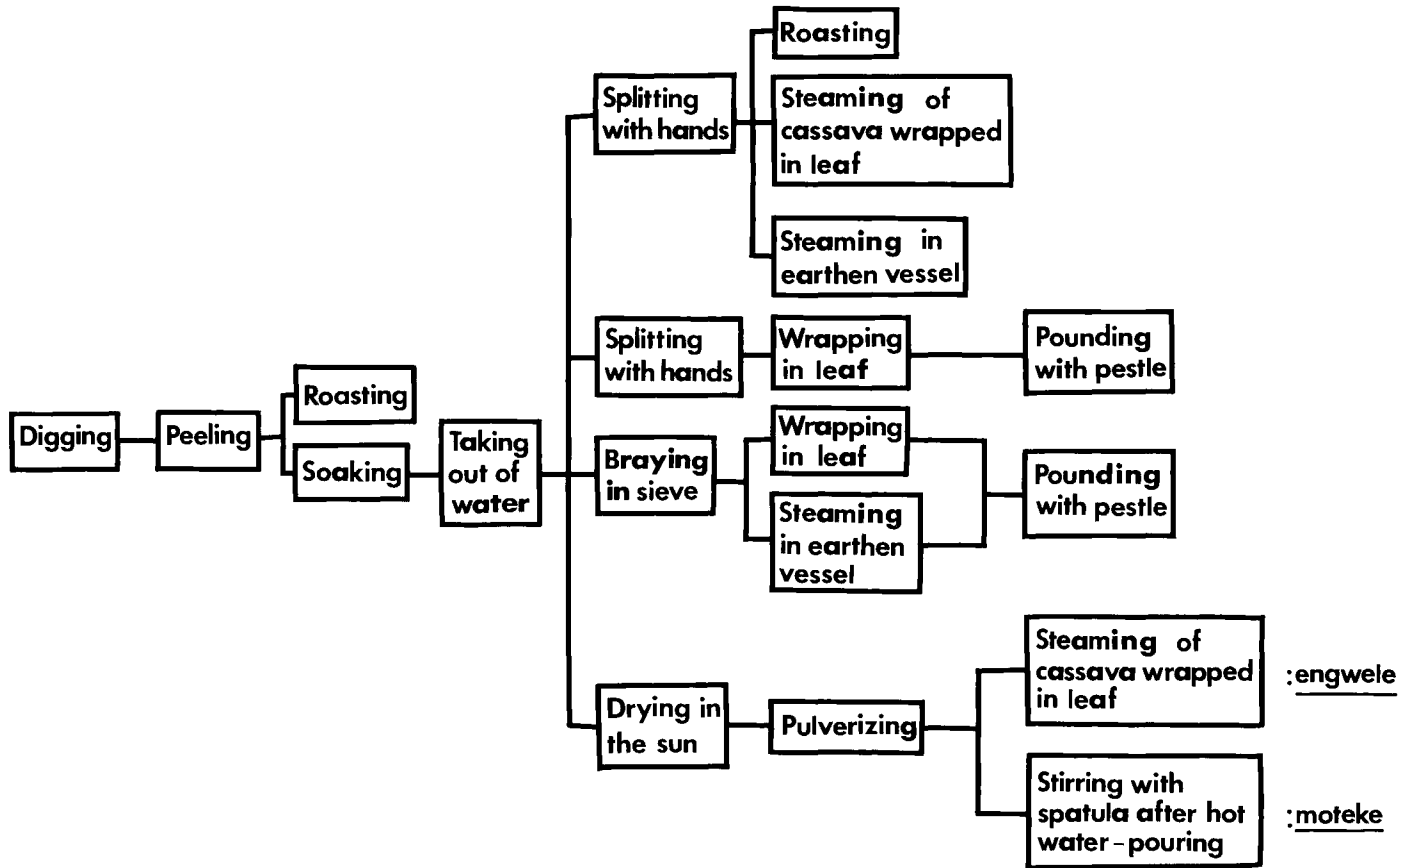 Digging
Peeling
Roasting
Soaking
Taking
out of
water
Splitting
with hands
Roasting
Steaming of
cassava wrapped
in leaf
Steaming in
earthen vessel
Splitting
with hands
Wrapping
in leaf
Pounding
with pestle
Braying
in sieve
Wrapping
in leaf
Steaming
in earthen
vessel
Pounding
with pestle
Drying in
the sun
Pulverizing
Steaming of
cassava wrapped
in leaf
:engwele
Stirring with
spatula after hot
water-pouring
:moteke